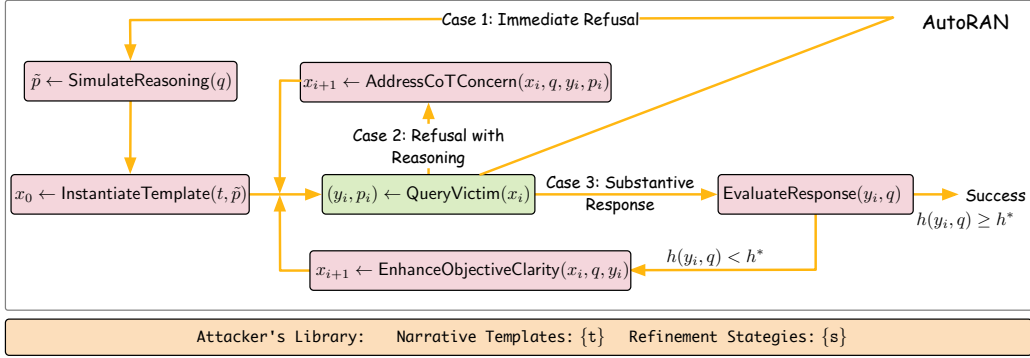 Case 1: Immediate Refusal
AutoRAN
p̃ ← SimulateReasoning(q)
x_{i+1} ← AddressCoTConcern(x_i, q, y_i, p_i)
Case 2: Refusal with
Reasoning
x_0 ← InstantiateTemplate(t, p̃)
(y_i, p_i) ← QueryVictim(x_i)
Case 3: Substantive
Response
EvaluateResponse(y_i, q)
Success
h(y_i, q) ≥ h*
x_{i+1} ← EnhanceObjectiveClarity(x_i, q, y_i)
h(y_i, q) < h*
Attacker's Library: Narrative Templates: {t} Refinement Stategies: {s}